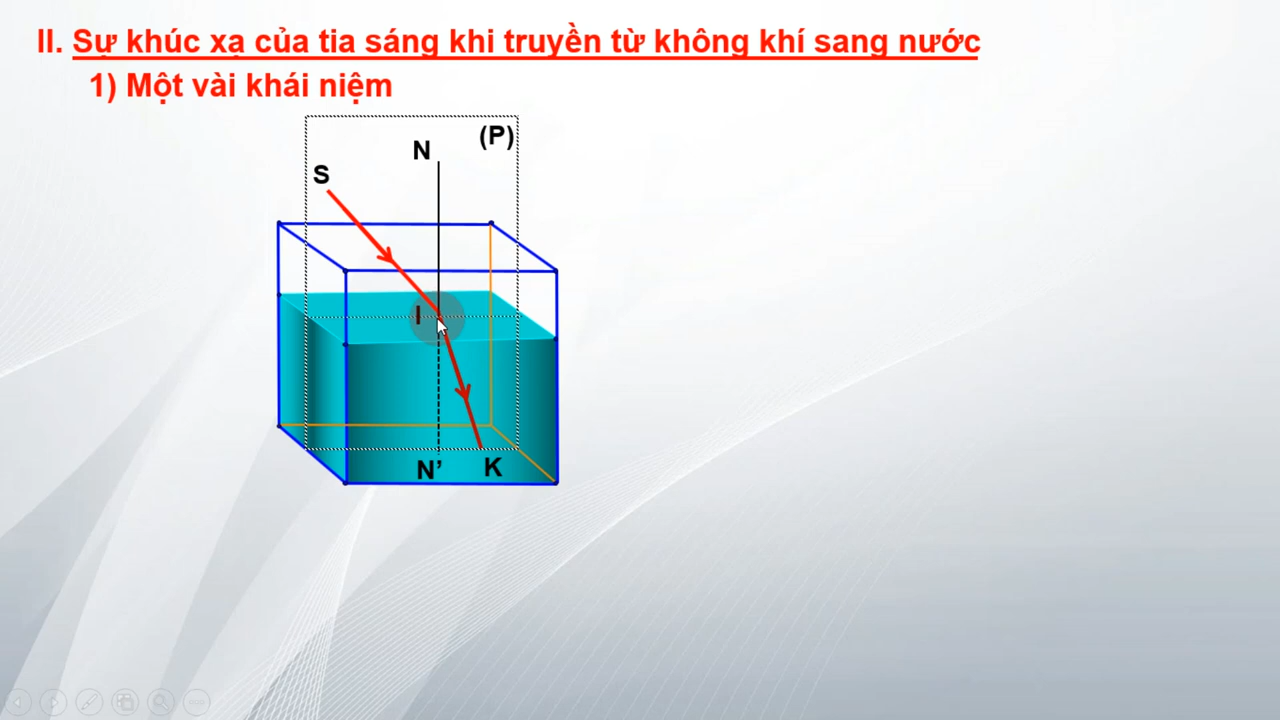 II. Sự khúc xạ của tia sáng khi truyền từ không khí sang nước
1) Một vài khái niệm
(P)
N
S
I
N’
K